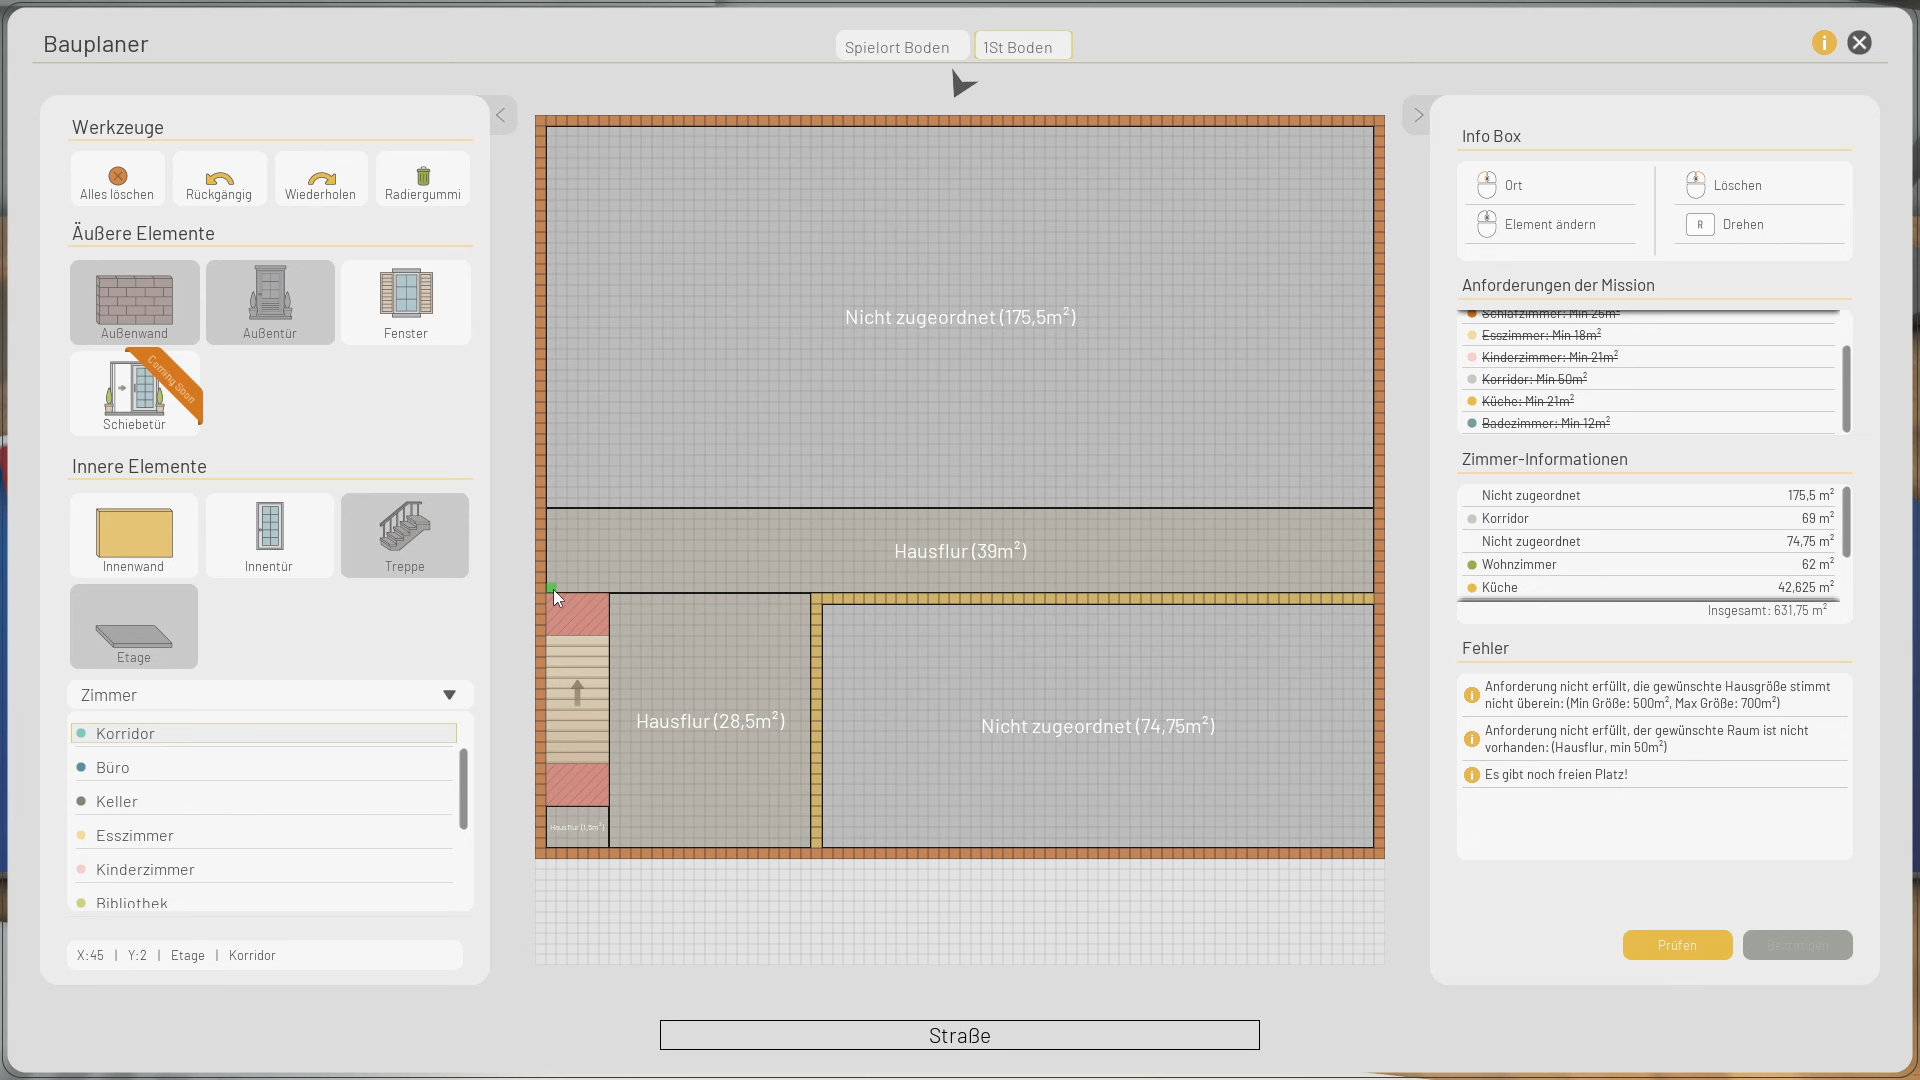 Bauplaner
Spielort Boden
1St Boden
Werkzeuge
Alles löschen
Rückgängig
Wiederholen
Radiergummi
Äußere Elemente
Außenwand
Außentür
Fenster
Coming Soon
Schiebetür
Innere Elemente
Innenwand
Innentür
Treppe
Etage
Zimmer
Korridor
Büro
Keller
Esszimmer
Kinderzimmer
Bibliothek
X:45 | Y:2 | Etage | Korridor
Nicht zugeordnet (175,5m²)
Hausflur (39m²)
Hausflur (28,5m²)
Nicht zugeordnet (74,75m²)
Hausflur (1,5m²)
Straße
Info Box
Ort
Löschen
Element ändern
R
Drehen
Anforderungen der Mission
Schlafzimmer: Min 25m²
Esszimmer: Min 18m²
Kinderzimmer: Min 21m²
Korridor: Min 50m²
Küche: Min 21m²
Badezimmer: Min 12m²
Zimmer-Informationen
Nicht zugeordnet 175,5 m²
Korridor 69 m²
Nicht zugeordnet 74,75 m²
Wohnzimmer 62 m²
Küche 42,625 m²
Insgesamt: 631,75 m²
Fehler
Anforderung nicht erfüllt, die gewünschte Hausgröße stimmt
nicht überein: (Min Größe: 500m², Max Größe: 700m²)
Anforderung nicht erfüllt, der gewünschte Raum ist nicht
vorhanden: (Hausflur, min 50m²)
Es gibt noch freien Platz!
Prüfen
Bestätigen